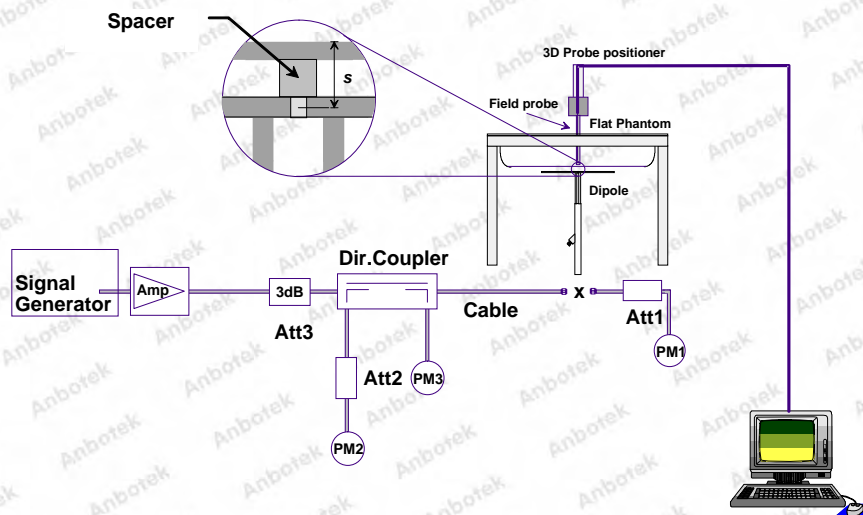 Spacer
s
3D Probe positioner
Field probe
Flat Phantom
Dipole
Signal
Generator
Amp
3dB
Att3
Dir.Coupler
Cable
x
Att1
PM1
Att2
PM3
PM2
Anbotek